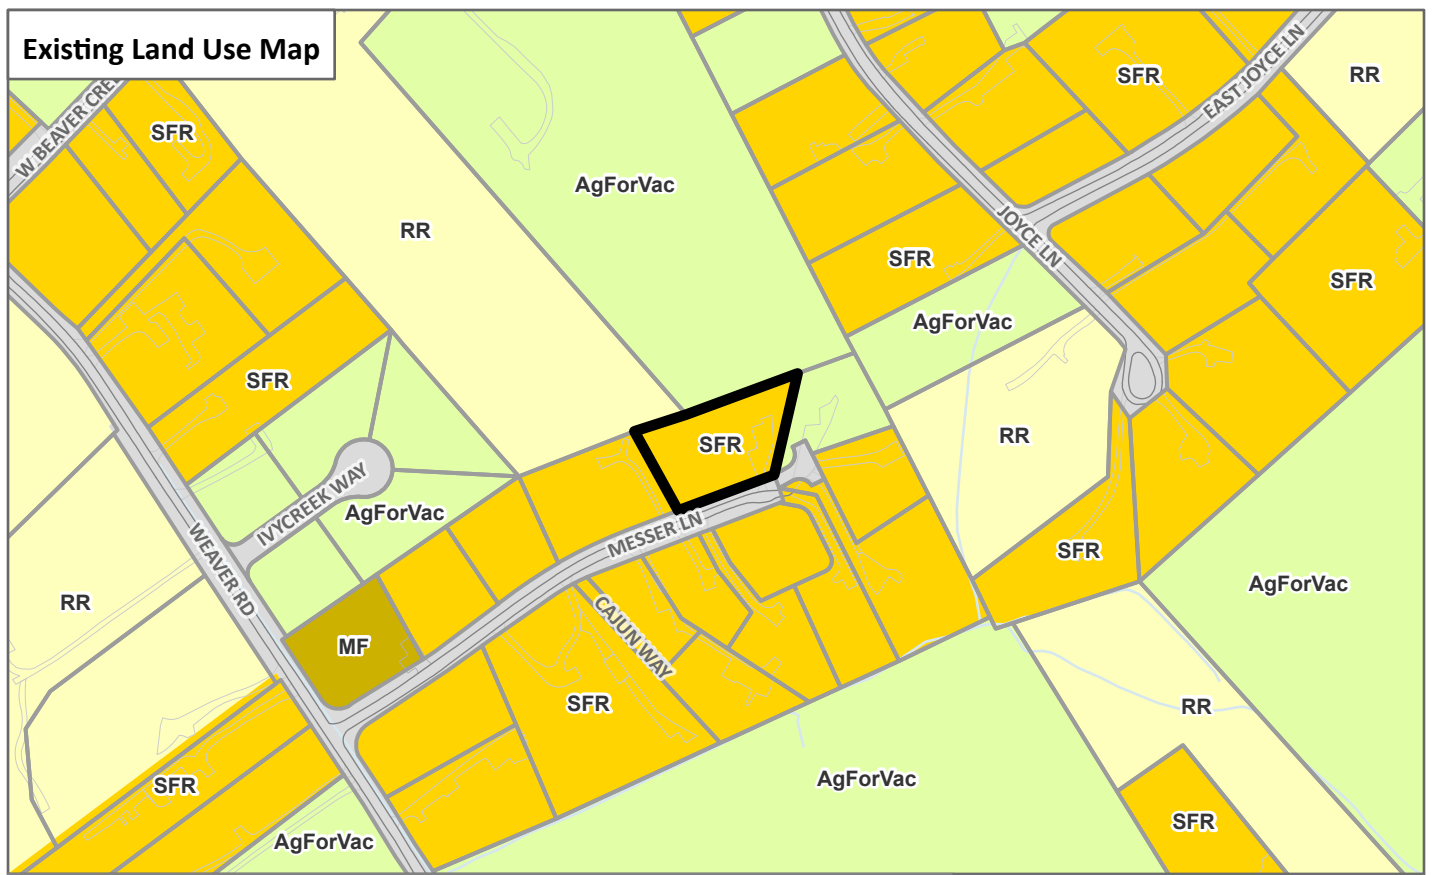 Existing Land Use Map
SFR
RR
EAST JOYCE LN
W BEAVER
SFR
AgForVac
RR
JOYCE LN
SFR
SFR
AgForVac
SFR
RR
SFR
IVYCREEK WAY
AgForVac
MESSER LN
WEAVER RD
SFR
AgForVac
RR
CAJUN WAY
MF
SFR
RR
SFR
AgForVac
SFR
AgForVac